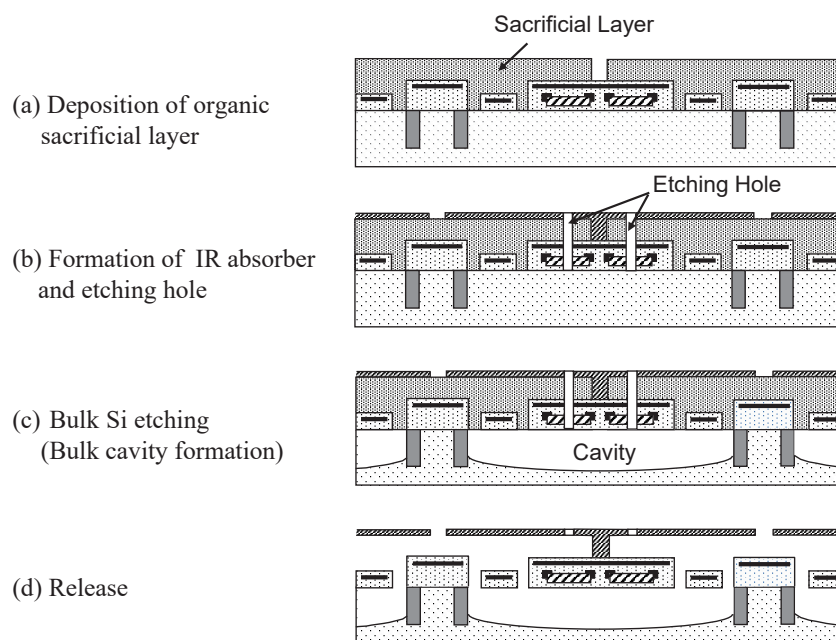 Sacrificial Layer
(a) Deposition of organic
sacrificial layer
Etching Hole
(b) Formation of IR absorber
and etching hole
(c) Bulk Si etching
(Bulk cavity formation)
Cavity
(d) Release